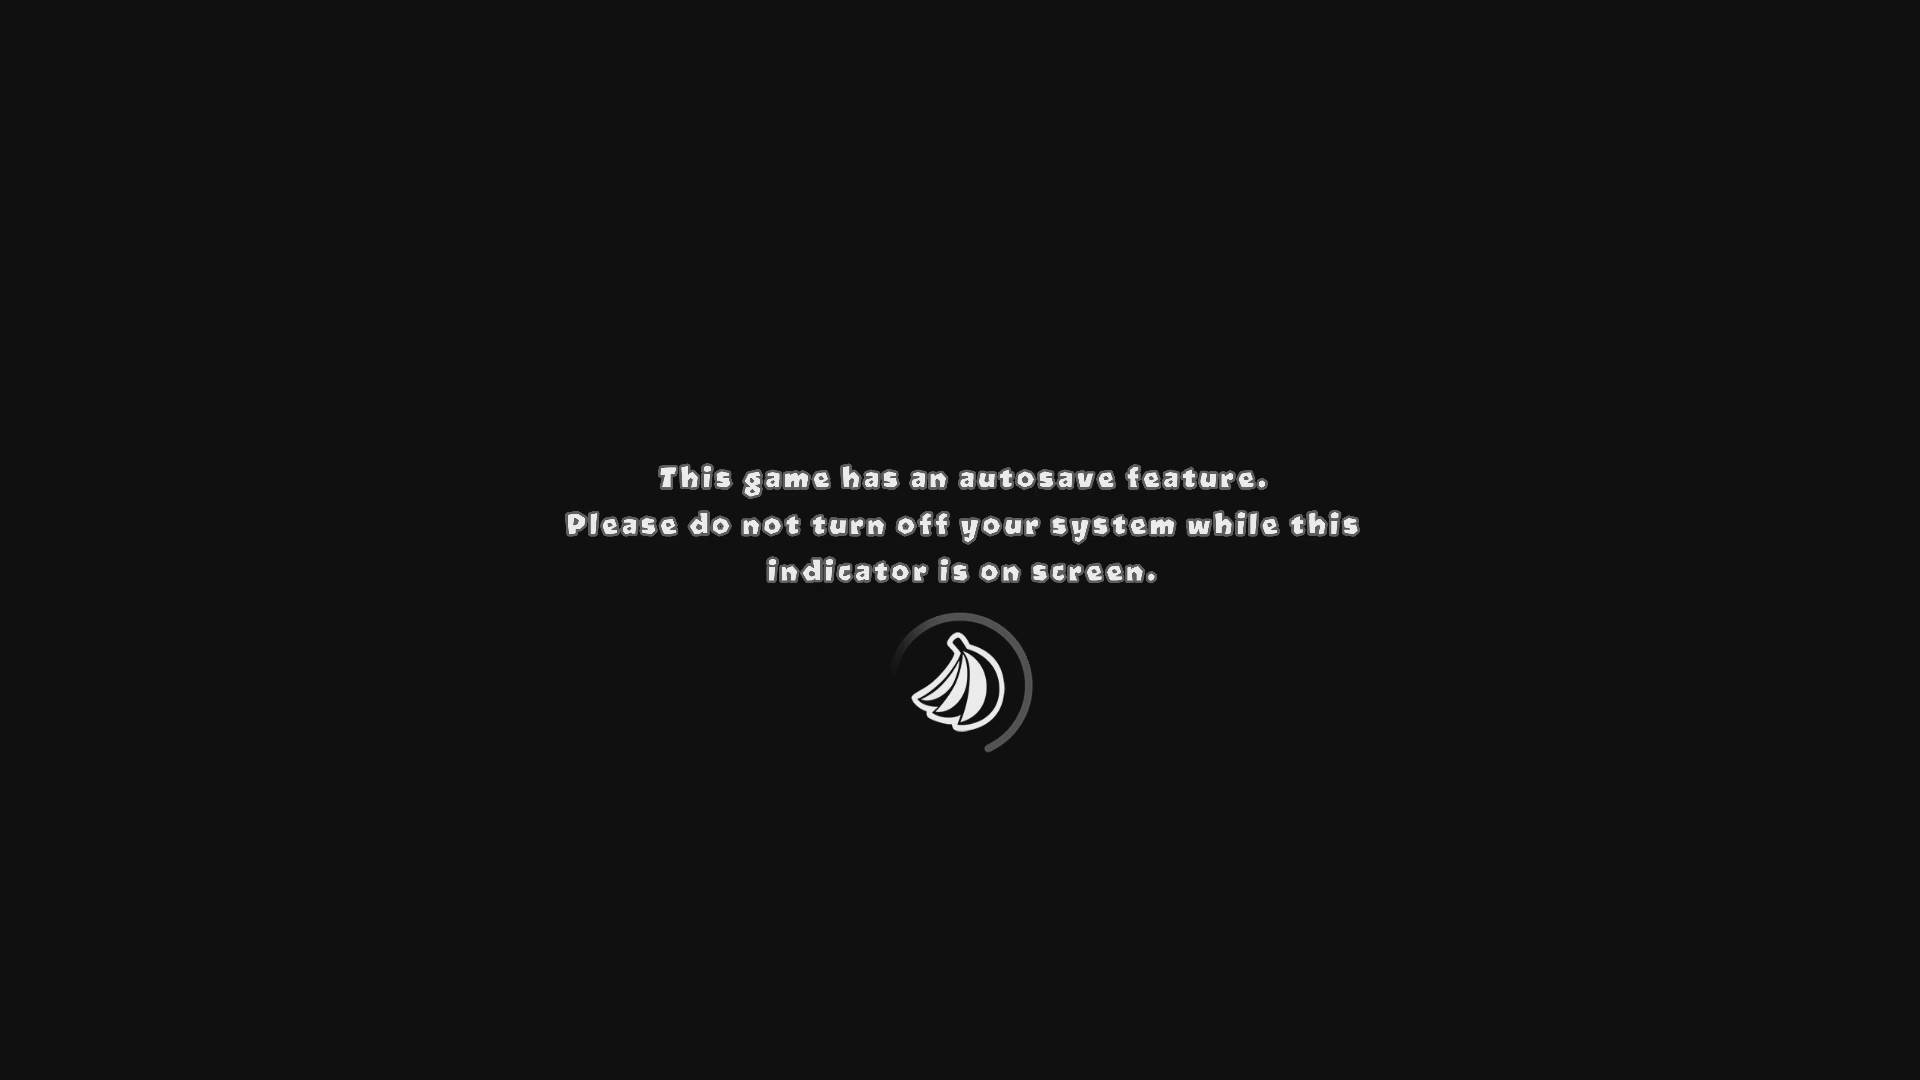 This game has an autosave feature.
Please do not turn off your system while this
indicator is on screen.